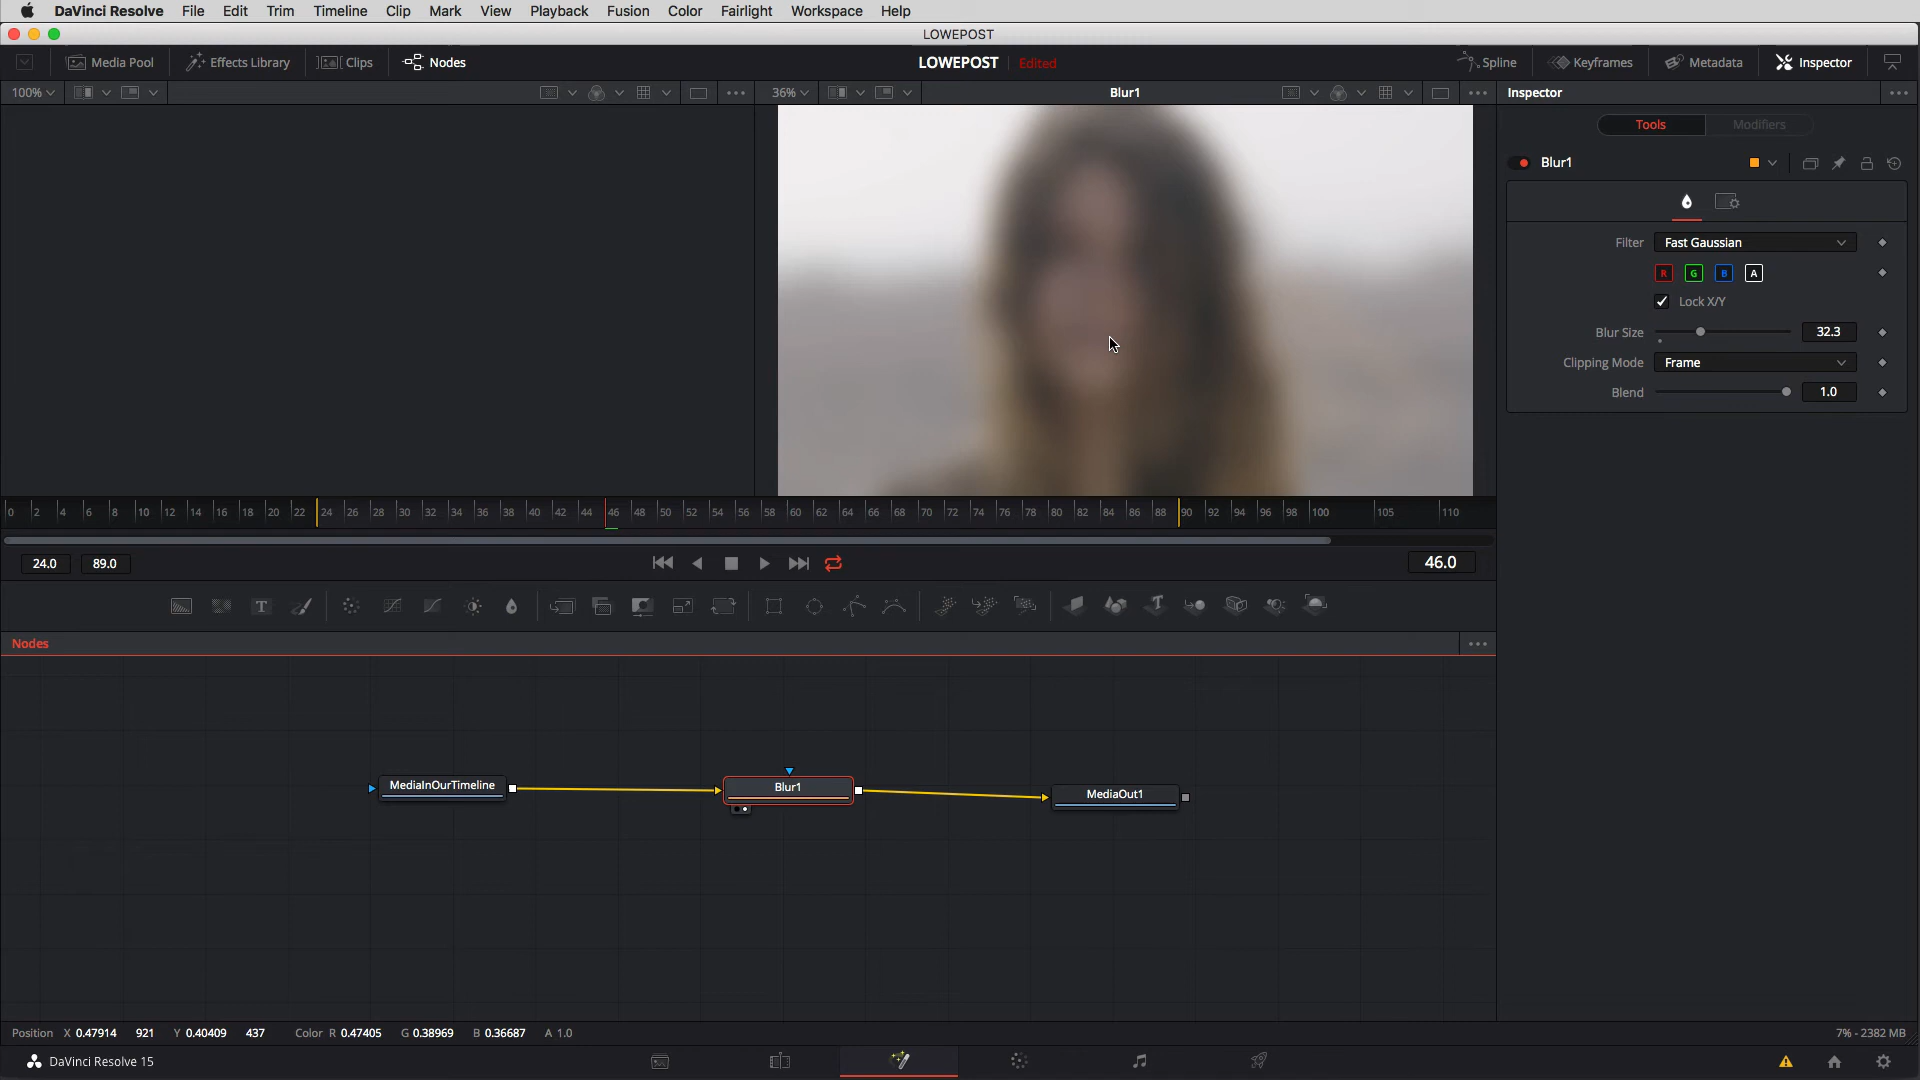 DaVinci Resolve File Edit Trim Timeline Clip Mark View Playback Fusion Color Fairlight Workspace Help
LOWEPOST
Media Pool Effects Library Clips Nodes LOWEPOST Edited Spline Keyframes Metadata Inspector
100% 36% Blur1 Inspector
Tools Modifiers
Blur1
Filter Fast Gaussian
R G B A
Lock X/Y
Blur Size 32.3
Clipping Mode Frame
Blend 1.0
0 2 4 6 8 10 12 14 16 18 20 22 24 26 28 30 32 34 36 38 40 42 44 46 48 50 52 54 56 58 60 62 64 66 68 70 72 74 76 78 80 82 84 86 88 90 92 94 96 98 100 105 110
24.0 89.0 46.0
T T
Nodes
MediaInOurTimeline Blur1 MediaOut1
Position X 0.47914 921 Y 0.40409 437 Color R 0.47405 G 0.38969 B 0.36687 A 1.0 7% - 2382 MB
DaVinci Resolve 15